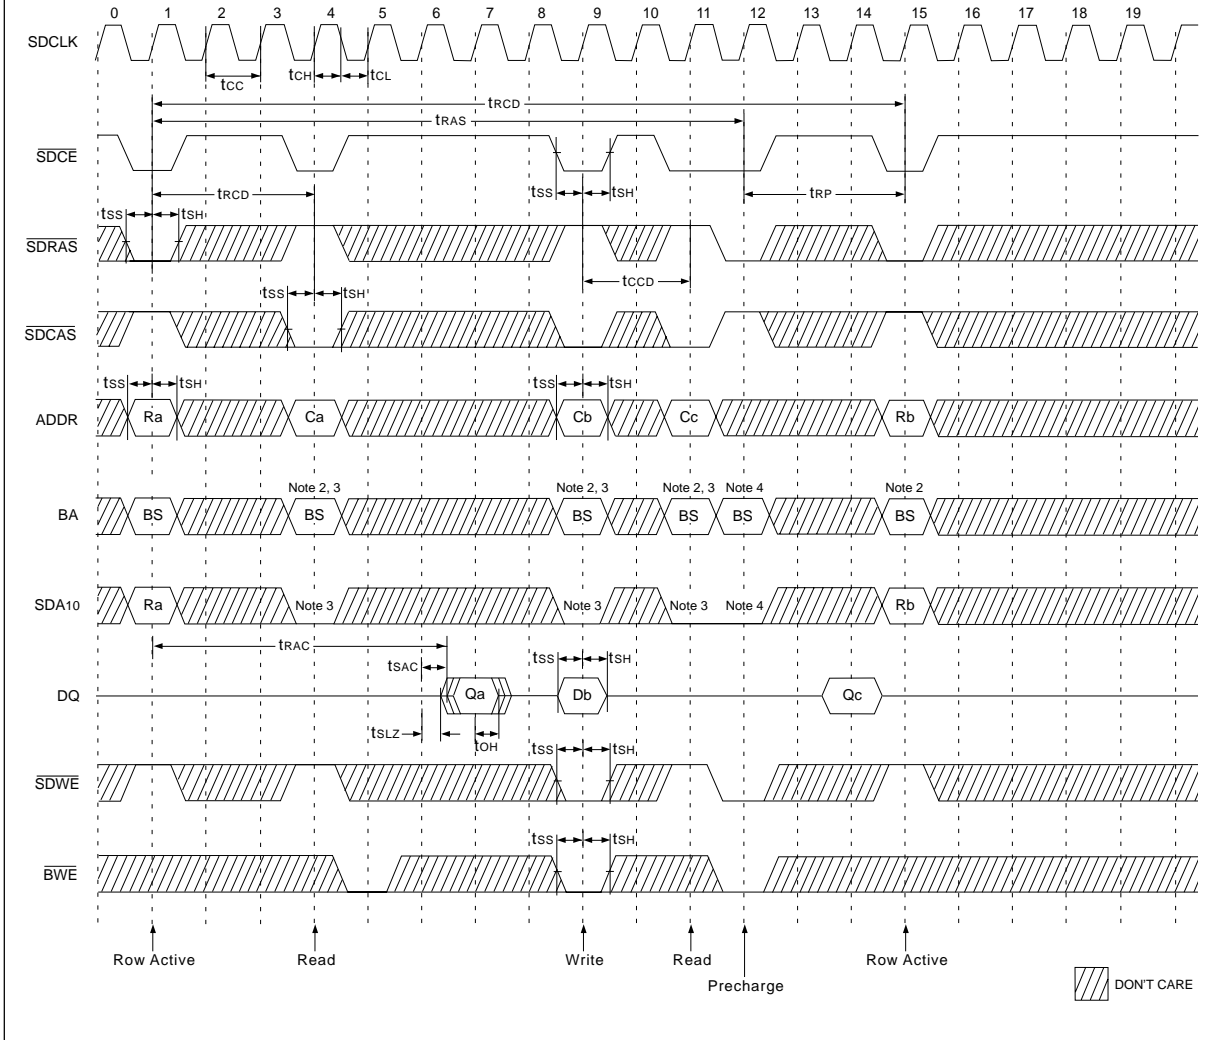 0 1 2 3 4 5 6 7 8 9 10 11 12 13 14 15 16 17 18 19
SDCLK
tCC tCH tCL
tRCD
tRAS
SDCE
tRCD tSS tSH tRP
tSS tSH
SDRAS
tCCD
tSS tSH
SDCAS
tSS tSH tSS tSH
ADDR Ra Ca Cb Cc Rb
Note 2, 3 Note 2, 3 Note 2, 3 Note 4 Note 2
BA BS BS BS BS BS BS
SDA10 Ra Note 3 Note 3 Note 3 Note 4 Rb
tRAC
tSAC tSS tSH
DQ Qa Db Qc
tSLZ tOH
tSS tSH
SDWE
tSS tSH
BWE
Row Active Read Write Read Row Active
Precharge
DON'T CARE